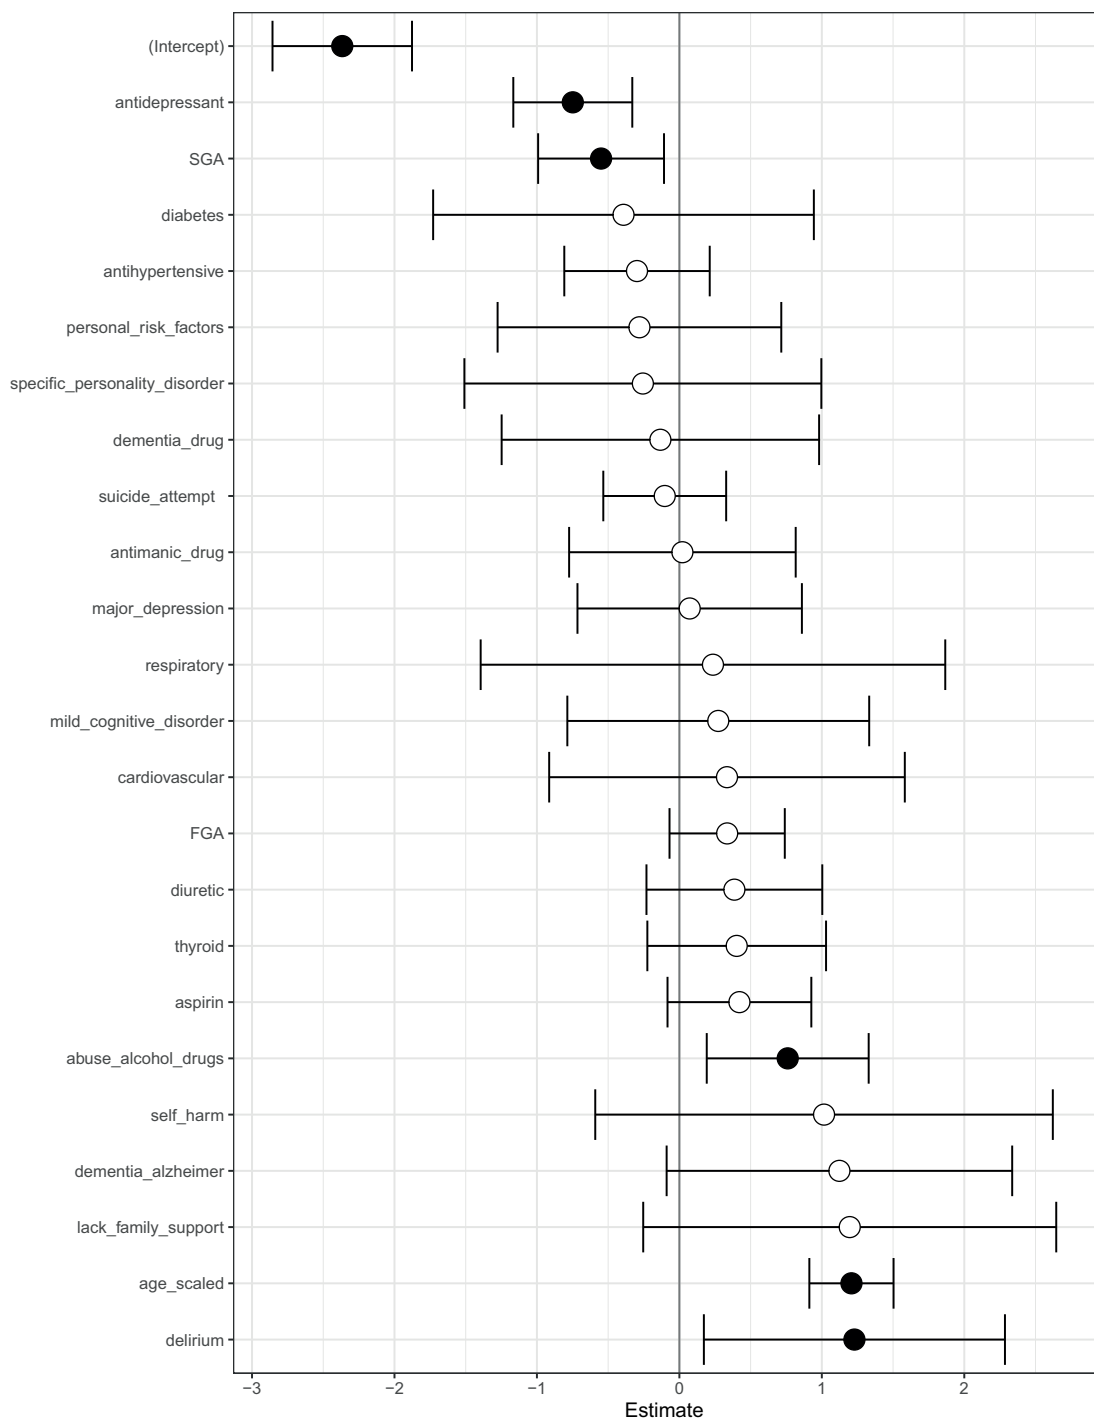 (Intercept)
antidepressant
SGA
diabetes
antihypertensive
personal_risk_factors
specific_personality_disorder
dementia_drug
suicide_attempt
antimanic_drug
major_depression
respiratory
mild_cognitive_disorder
cardiovascular
FGA
diuretic
thyroid
aspirin
abuse_alcohol_drugs
self_harm
dementia_alzheimer
lack_family_support
age_scaled
delirium
−3 −2 −1 0 1 2
Estimate